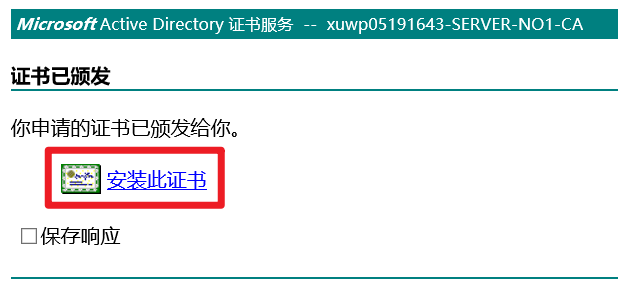 Microsoft Active Directory 证书服务 -- xuwp05191643-SERVER-NO1-CA
证书已颁发
你申请的证书已颁发给你。
安装此证书
保存响应